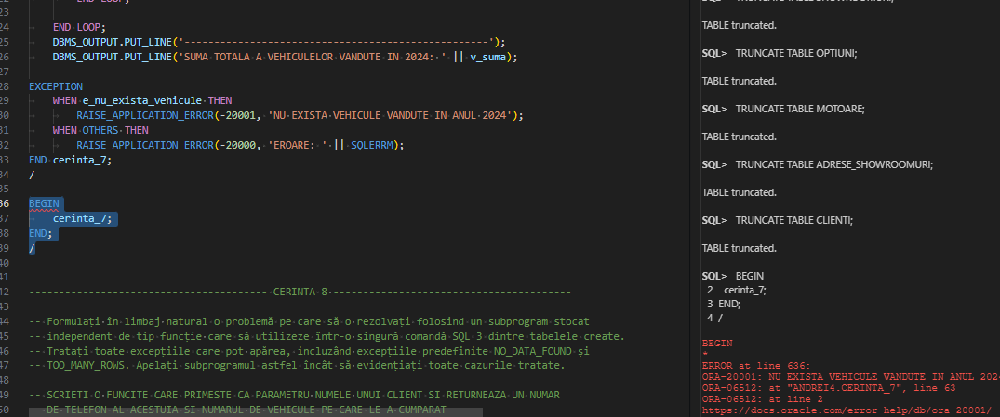 22 END LOOP;
23
24 END LOOP;
25 DBMS_OUTPUT.PUT_LINE('---------------------------------------------------');
26 DBMS_OUTPUT.PUT_LINE('SUMA TOTALA A VEHICULELOR VANDUTE IN 2024: ' || v_suma);
27
28 EXCEPTION
29 WHEN e_nu_exista_vehicule THEN
30 RAISE_APPLICATION_ERROR(-20001, 'NU EXISTA VEHICULE VANDUTE IN ANUL 2024');
31 WHEN OTHERS THEN
32 RAISE_APPLICATION_ERROR(-20000, 'EROARE: ' || SQLERRM);
33 END cerinta_7;
34 /
35
36 BEGIN
37 cerinta_7;
38 END;
39 /
40
41
42 ---------------------------------------- CERINTA 8 ----------------------------------------
43
44 -- Formulați în limbaj natural o problemă pe care să o rezolvați folosind un subprogram stocat
45 -- independent de tip funcție care să utilizeze într-o singură comandă SQL 3 dintre tabelele create.
46 -- Tratați toate excepțiile care pot apărea, incluzând excepțiile predefinite NO_DATA_FOUND și
47 -- TOO_MANY_ROWS. Apelați subprogramul astfel încât să evidențiați toate cazurile tratate.
48
49 -- SCRIETI O FUNCITE CARE PRIMESTE CA PARAMETRU NUMELE UNUI CLIENT SI RETURNEAZA UN NUMAR
50 -- DE TELEFON AL ACESTUIA SI NUMARUL DE VEHICULE PE CARE LE-A CUMPARAT
SQL> TRUNCATE TABLE SHOWROOMURI;
TABLE truncated.
SQL> TRUNCATE TABLE OPTIUNI;
TABLE truncated.
SQL> TRUNCATE TABLE MOTOARE;
TABLE truncated.
SQL> TRUNCATE TABLE ADRESE_SHOWROOMURI;
TABLE truncated.
SQL> TRUNCATE TABLE CLIENTI;
TABLE truncated.
SQL> BEGIN
2 cerinta_7;
3 END;
4 /
BEGIN
*
ERROR at line 636:
ORA-20001: NU EXISTA VEHICULE VANDUTE IN ANUL 202
ORA-06512: at "ANDREI4.CERINTA_7", line 63
ORA-06512: at line 2
https://docs.oracle.com/error-help/db/ora-20001/